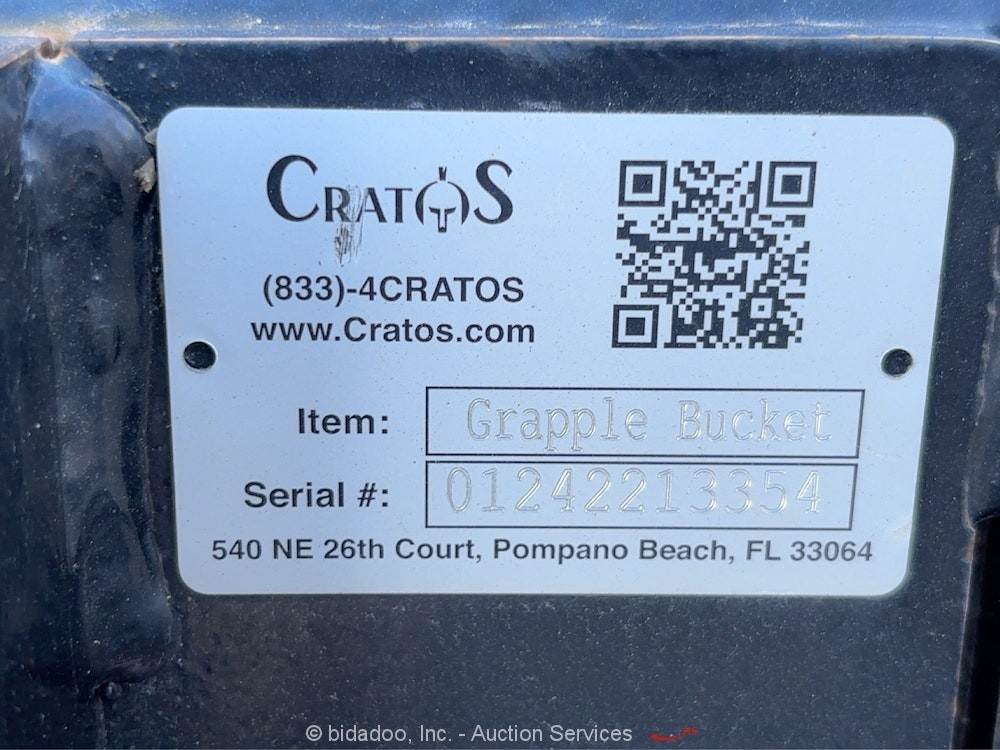 CRATOS
(833)-4CRATOS
www.Cratos.com
Item: Grapple Bucket
Serial #: 01242213354
540 NE 26th Court, Pompano Beach, FL 33064
© bidadoo, Inc. - Auction Services